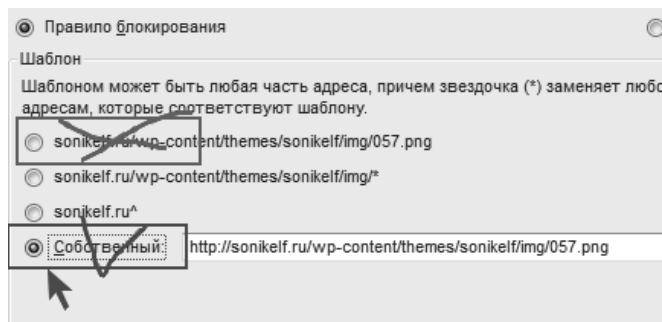 Правило блокирования
Шаблон
Шаблоном может быть любая часть адреса, причем звездочка (*) заменяет
адресам, которые соответствуют шаблону.
sonikelf.ru/wp-content/themes/sonikelf/img/057.png
sonikelf.ru/wp-content/themes/sonikelf/img/*
sonikelf.ru^
Собственный: http://sonikelf.ru/wp-content/themes/sonikelf/img/057.png